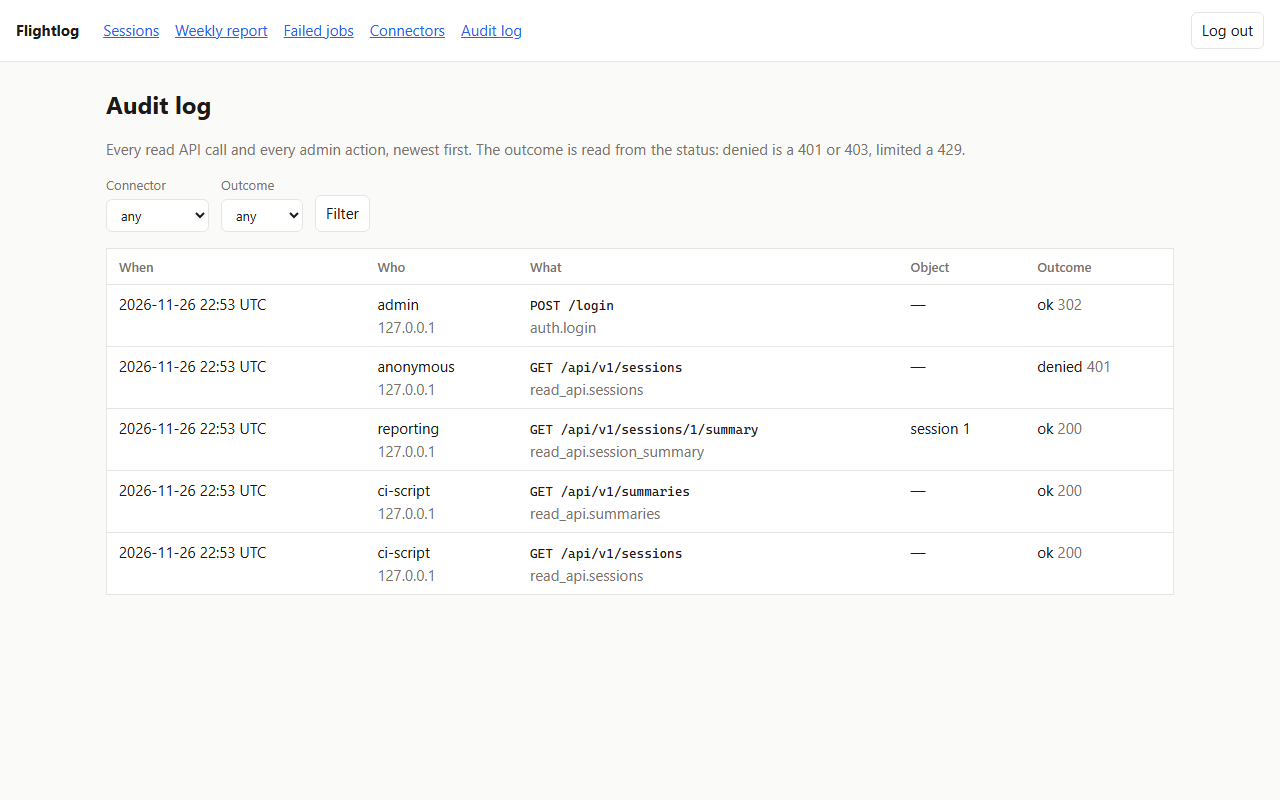 Flightlog Sessions Weekly report Failed jobs Connectors Audit log Log out
Audit log
Every read API call and every admin action, newest first. The outcome is read from the status: denied is a 401 or 403, limited a 429.
Connector Outcome
any any Filter
When Who What Object Outcome
2026-11-26 22:53 UTC admin POST /login — ok 302
127.0.0.1 auth.login
2026-11-26 22:53 UTC anonymous GET /api/v1/sessions — denied 401
127.0.0.1 read_api.sessions
2026-11-26 22:53 UTC reporting GET /api/v1/sessions/1/summary session 1 ok 200
127.0.0.1 read_api.session_summary
2026-11-26 22:53 UTC ci-script GET /api/v1/summaries — ok 200
127.0.0.1 read_api.summaries
2026-11-26 22:53 UTC ci-script GET /api/v1/sessions — ok 200
127.0.0.1 read_api.sessions